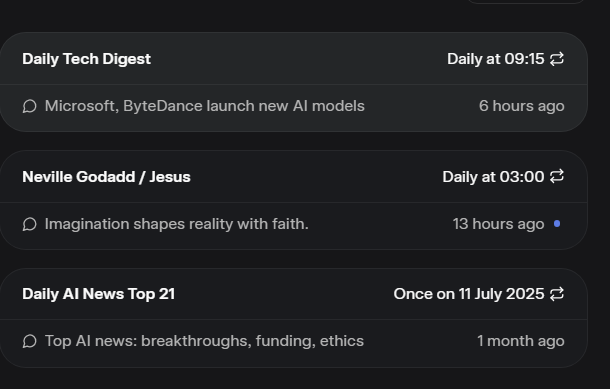 Daily Tech Digest
Daily at 09:15
Microsoft, ByteDance launch new AI models
6 hours ago
Neville Godadd / Jesus
Daily at 03:00
Imagination shapes reality with faith.
13 hours ago
Daily AI News Top 21
Once on 11 July 2025
Top AI news: breakthroughs, funding, ethics
1 month ago